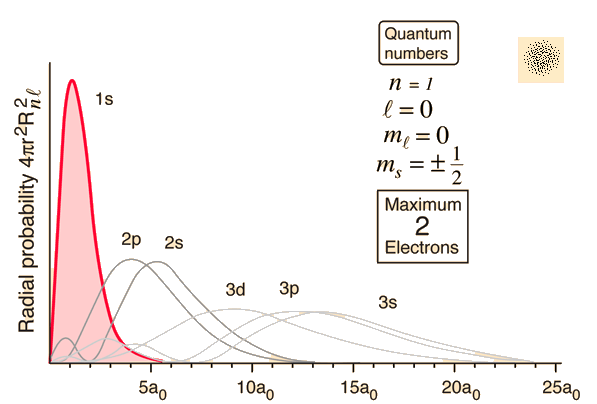 Quantum
numbers
n = 1
ℓ = 0
mℓ = 0
ms = ± 1/2
Maximum
2
Electrons
Radial probability 4πr²R²nℓ
1s
2p
2s
3d
3p
3s
5a₀
10a₀
15a₀
20a₀
25a₀